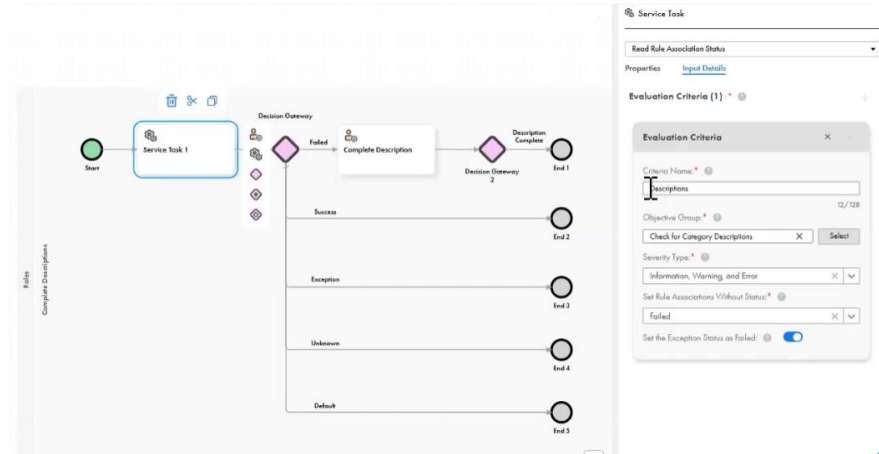 Service Task
Read Rule Association Status
Properties Input Details
Evaluation Criteria (1) :*
Evaluation Criteria
Criteria Name:*
Descriptions
12/128
Objective Group:*
Check for Category Descriptions
Select
Severity Type:*
Information, Warning, and Error
Set Rule Associations Without Status:*
Failed
Set the Exception Status as Failed:
Roles
Complete Descriptions
Start
Service Task 1
Decision Gateway
Failed
Complete Description
Decision Gateway
2
Description
Complete
End 1
Success
End 2
Exception
End 3
Unknown
End 4
Default
End 5